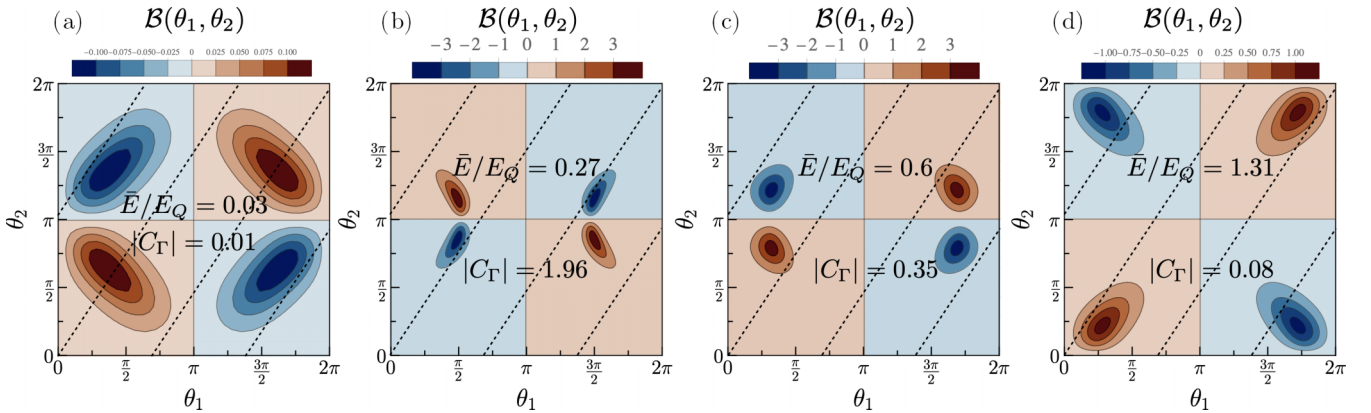 (a) ℬ(θ₁, θ₂)
-0.100 -0.075 -0.050 -0.025 0 0.025 0.050 0.075 0.100
2π
3π/2
π
π/2
0
θ₂
Ē/E_Q = 0.03
|C_Γ| = 0.01
0 π/2 π 3π/2 2π
θ₁
(b) ℬ(θ₁, θ₂)
-3 -2 -1 0 1 2 3
2π
3π/2
π
π/2
0
θ₂
Ē/E_Q = 0.27
|C_Γ| = 1.96
0 π/2 π 3π/2 2π
θ₁
(c) ℬ(θ₁, θ₂)
-3 -2 -1 0 1 2 3
2π
3π/2
π
π/2
0
θ₂
Ē/E_Q = 0.6
|C_Γ| = 0.35
0 π/2 π 3π/2 2π
θ₁
(d) ℬ(θ₁, θ₂)
-1.00 -0.75 -0.50 -0.25 0 0.25 0.50 0.75 1.00
2π
3π/2
π
π/2
0
θ₂
Ē/E_Q = 1.31
|C_Γ| = 0.08
0 π/2 π 3π/2 2π
θ₁